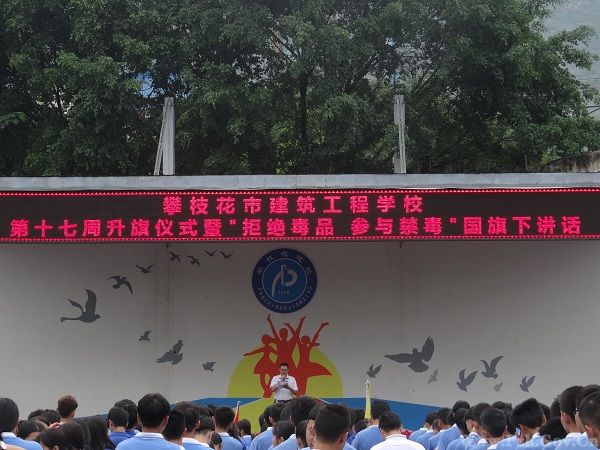 攀枝花市建筑工程学校
第十七周升旗仪式暨“拒绝毒品 参与禁毒”国旗下讲话
1978